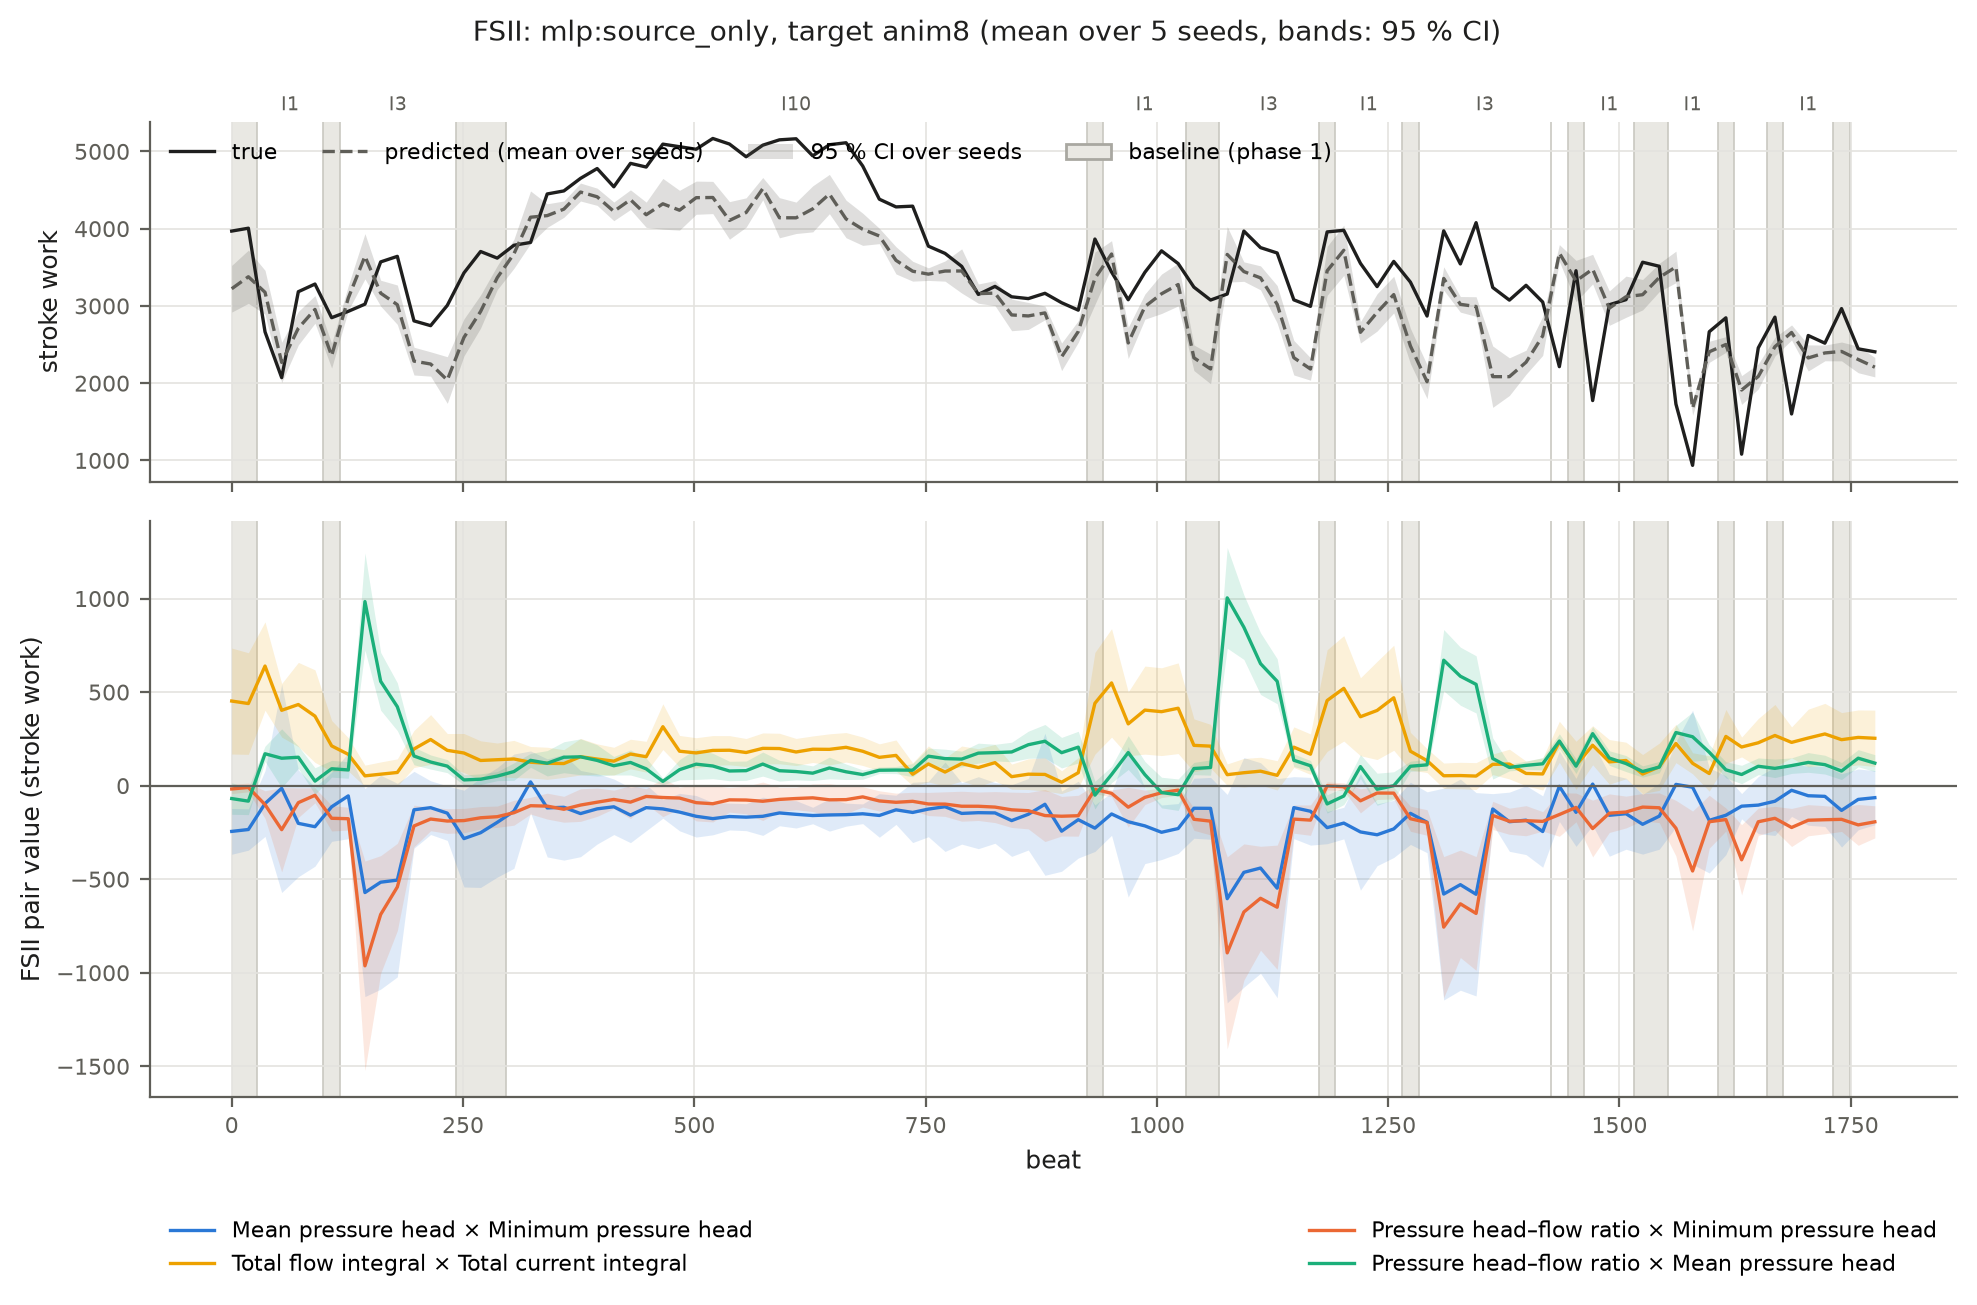 FSII: mlp:source_only, target anim8 (mean over 5 seeds, bands: 95 % CI)
I1 I3 I10 I1 I3 I1 I3 I1 I1 I1
true predicted (mean over seeds) 95 % CI over seeds baseline (phase 1)
stroke work
5000
4000
3000
2000
1000
FSII pair value (stroke work)
1000
500
0
−500
−1000
−1500
0 250 500 750 1000 1250 1500 1750
beat
Mean pressure head × Minimum pressure head
Total flow integral × Total current integral
Pressure head–flow ratio × Minimum pressure head
Pressure head–flow ratio × Mean pressure head